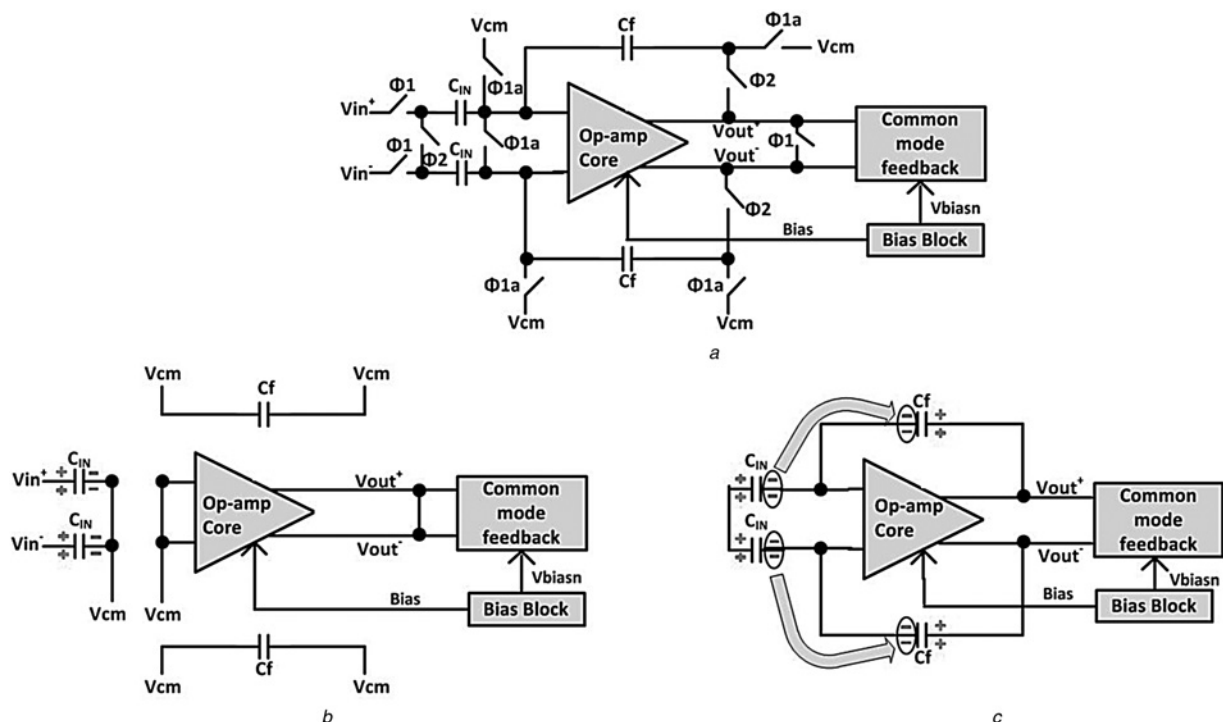 Vcm
Cf
Φ1a
Vcm
Φ1
Vin+
CIN
Φ1a
Φ2
Vout+
Op-amp
Core
Φ1
Φ1a
Common
mode
feedback
Φ1
Vin-
Φ2
CIN
Vout-
Φ2
Vbiasn
Bias
Bias Block
Φ1a
Cf
Φ1a
Vcm
Vcm
a
Vcm
Cf
Vcm
Vin+
CIN
Op-amp
Core
Vout+
Common
mode
feedback
Vin-
CIN
Vout-
Vcm
Vcm
Vbiasn
Bias
Bias Block
Vcm
Cf
Vcm
b
Cf
CIN
Op-amp
Core
Vout+
Common
mode
feedback
CIN
Vout-
Vbiasn
Bias
Bias Block
Cf
c